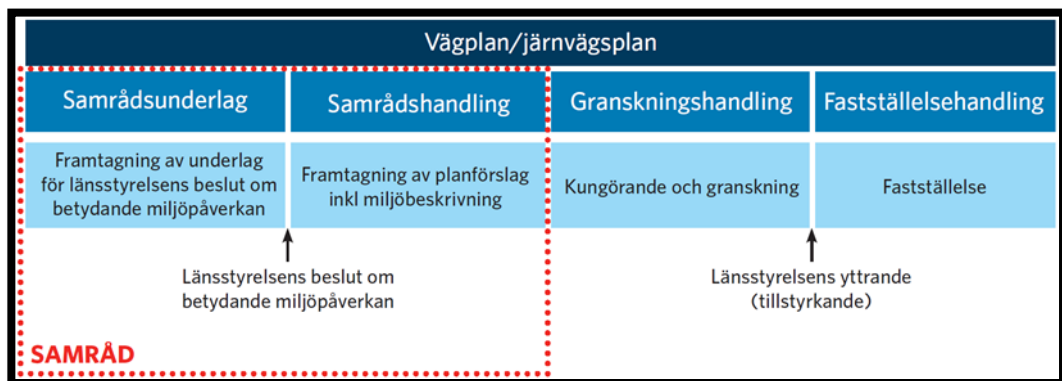 Vägplan/järnvägsplan
Samrådsunderlag
Samrådshandling
Granskningshandling
Fastställelsehandling
Framtagning av underlag
för länsstyrelsens beslut om
betydande miljöpåverkan
Framtagning av planförslag
inkl miljöbeskrivning
Kungörande och granskning
Fastställelse
Länsstyrelsens beslut om
betydande miljöpåverkan
Länsstyrelsens yttrande
(tillstyrkande)
SAMRÅD